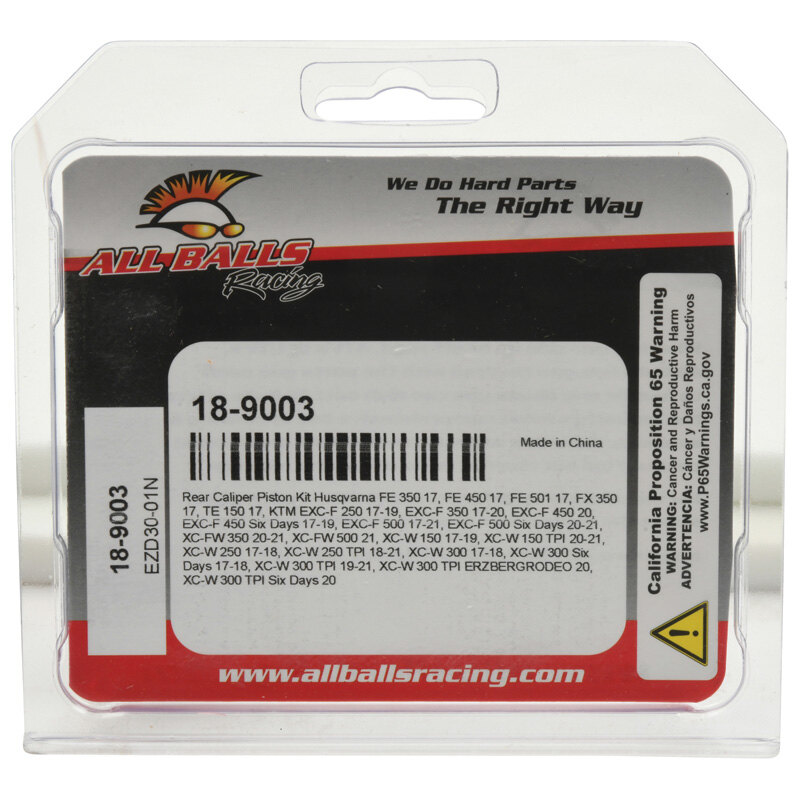 We Do Hard Parts
The Right Way
ALL BALLS
Racing
18-9003
Made in China
Rear Caliper Piston Kit Husqvarna FE 350 17, FE 450 17, FE 501 17, FX 350
17, TE 150 17, KTM EXC-F 250 17-19, EXC-F 350 17-20, EXC-F 450 20,
EXC-F 450 Six Days 17-19, EXC-F 500 17-21, EXC-F 500 Six Days 20-21,
XC-FW 350 20-21, XC-FW 500 21, XC-W 150 17-19, XC-W 150 TPI 20-21,
XC-W 250 17-18, XC-W 250 TPI 18-21, XC-W 300 17-18, XC-W 300 Six
Days 17-18, XC-W 300 TPI 19-21, XC-W 300 TPI ERZBERGRODEO 20,
XC-W 300 TPI Six Days 20
18-9003
EZD30-01N
California Proposition 65 Warning
WARNING: Cancer and Reproductive Harm
ADVERTENCIA: Cáncer y Daños Reproductivos
www.P65Warnings.ca.gov
www.allballsracing.com